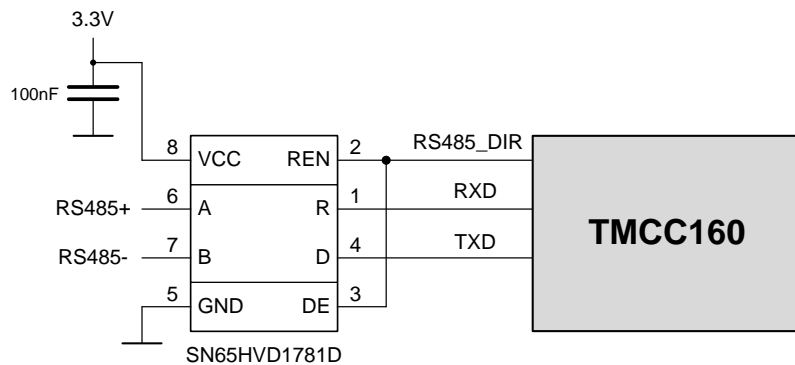 3.3V
100nF
8 VCC REN 2 RS485_DIR
RS485+ 6 A R 1 RXD
TMCC160
RS485- 7 B D 4 TXD
5 GND DE 3
SN65HVD1781D